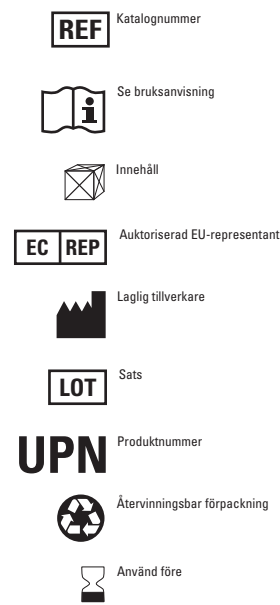 REF Katalognummer
i Se bruksanvisning
Innehåll
EC REP Auktoriserad EU-representant
Laglig tillverkare
LOT Sats
UPN Produktnummer
Återvinningsbar förpackning
Använd före